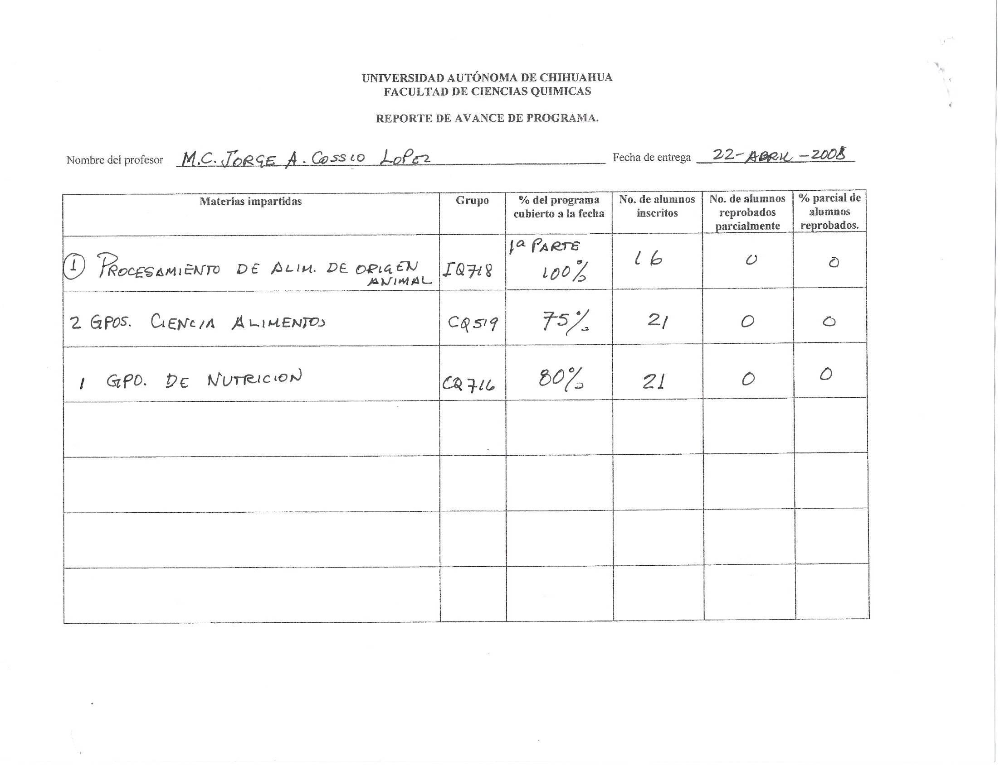 UNIVERSIDAD AUTÓNOMA DE CHIHUAHUA
FACULTAD DE CIENCIAS QUIMICAS
REPORTE DE AVANCE DE PROGRAMA.
Nombre del profesor M.C. JORGE A. COSSIO LOPEZ Fecha de entrega 22-ABRIL-2008
Materias impartidas Grupo % del programa cubierto a la fecha No. de alumnos inscritos No. de alumnos reprobados parcialmente % parcial de alumnos reprobados.
1 PROCESAMIENTO DE ALIM. DE ORIGEN ANIMAL IQ718 1ª PARTE 100% 16 0 0
2 GPOS. CIENCIA ALIMENTOS CQ519 75% 21 0 0
1 GPO. DE NUTRICION CQ716 80% 21 0 0